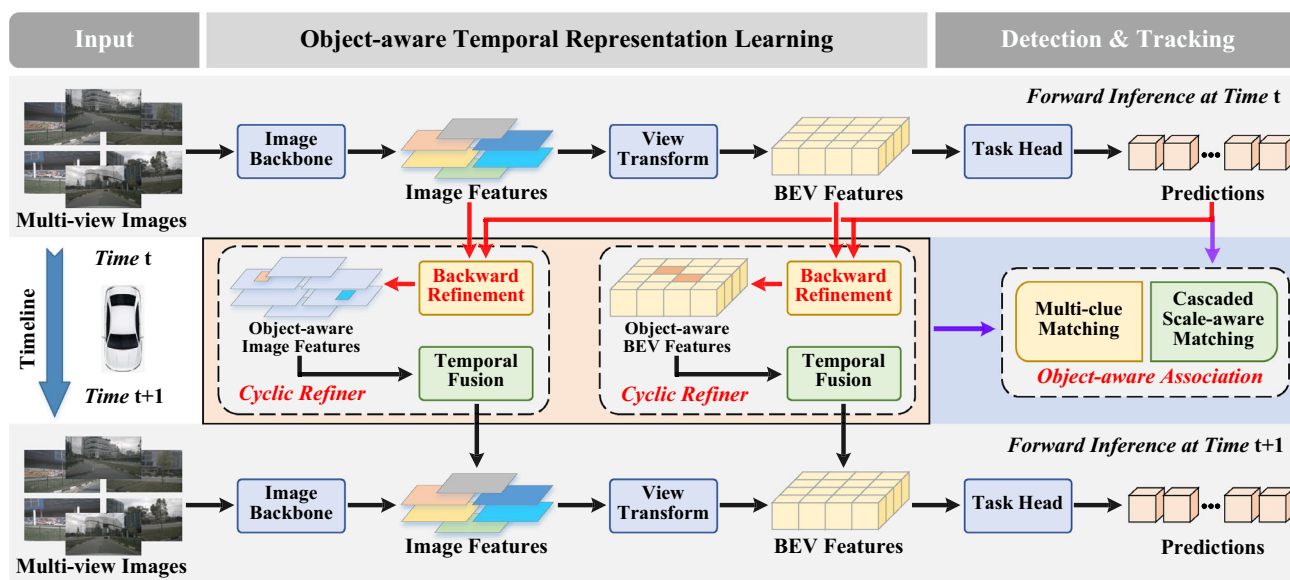 Input
Object-aware Temporal Representation Learning
Detection & Tracking
Forward Inference at Time t
Image
Backbone
View
Transform
Task Head
Multi-view Images
Image Features
BEV Features
Predictions
Timeline
Time t
Time t+1
Backward
Refinement
Object-aware
Image Features
Temporal
Fusion
Cyclic Refiner
Backward
Refinement
Object-aware
BEV Features
Temporal
Fusion
Cyclic Refiner
Multi-clue
Matching
Cascaded
Scale-aware
Matching
Object-aware Association
Forward Inference at Time t+1
Image
Backbone
View
Transform
Task Head
Multi-view Images
Image Features
BEV Features
Predictions